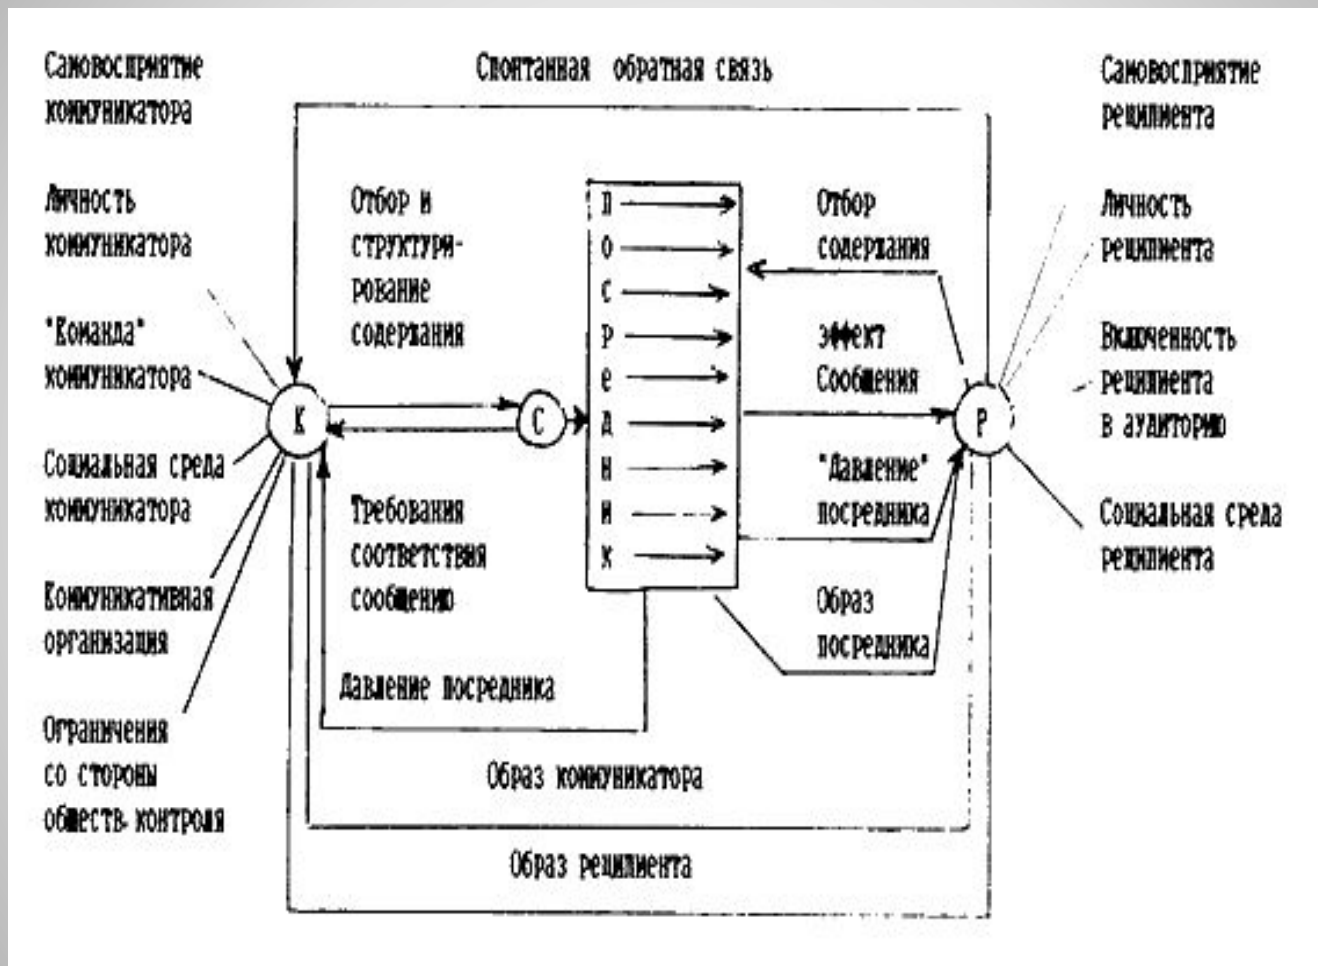 Самовосприятие
коммуникатора
Личность
коммуникатора
"Команда"
коммуникатора
Социальная среда
коммуникатора
Коммуникативная
организация
Ограничения
со стороны
обществ. контроля
Спонтанная обратная связь
Отбор и
структури-
рование
содержания
К
С
Требования
соответствия
сообщению
Давление посредника
П
О
С
Р
е
д
н
и
к
Отбор
содержания
эффект
Сообщения
"Давление"
посредника
Образ
посредника
Р
Образ коммуникатора
Образ реципиента
Самовосприятие
реципиента
Личность
реципиента
Включенность
реципиента
в аудиторию
Социальная среда
реципиента